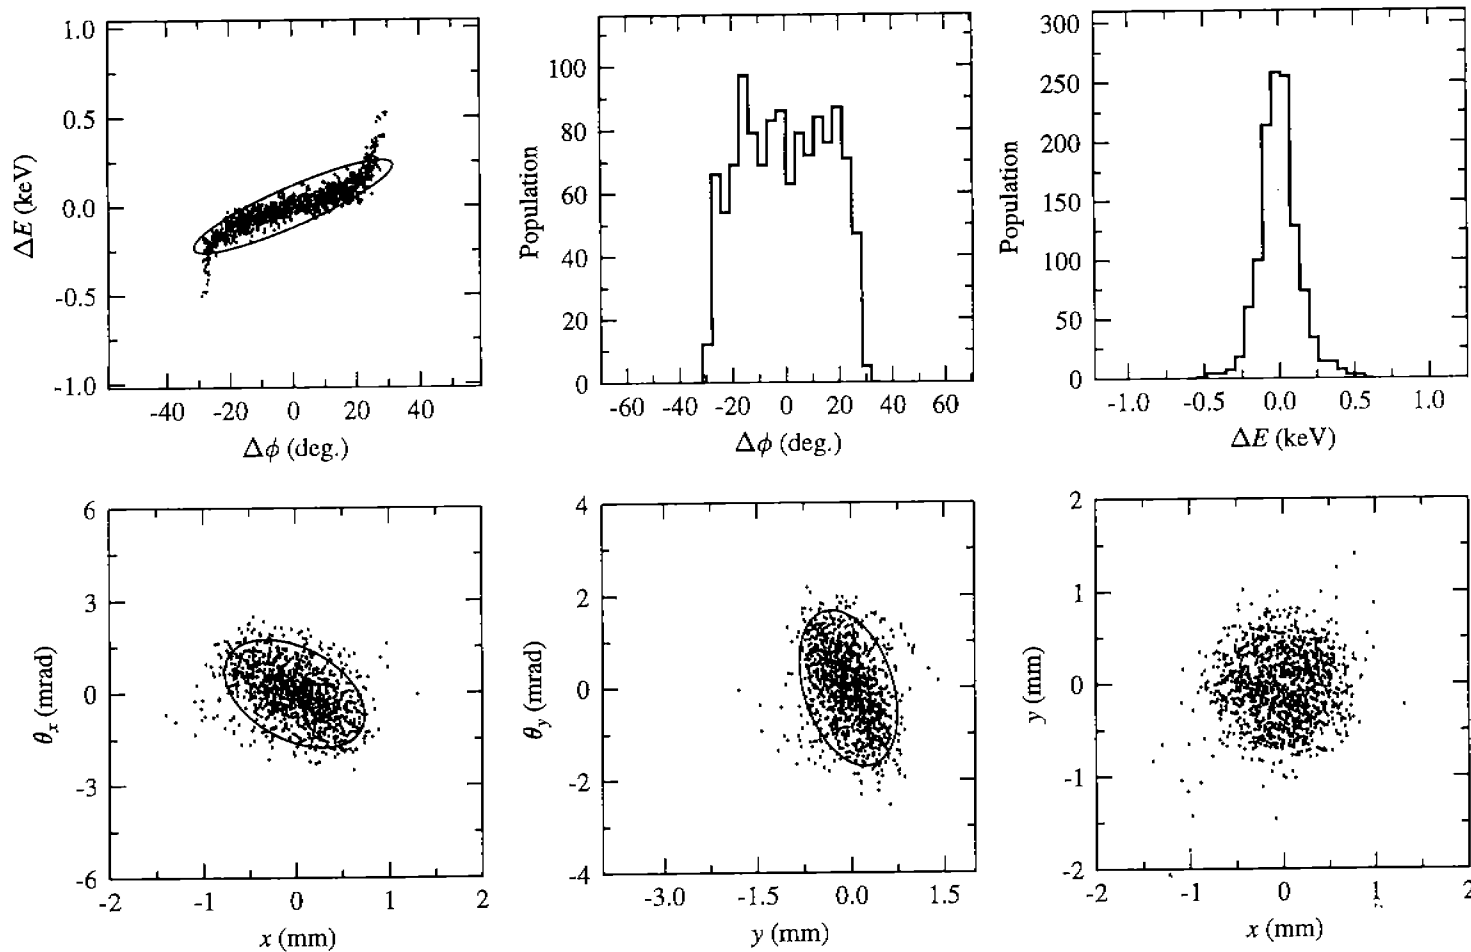 1.0
0.5
0.0
-0.5
-1.0
ΔE (keV)
-40 -20 0 20 40
Δϕ (deg.)
100
80
60
40
20
0
Population
-60 -40 -20 0 20 40 60
Δϕ (deg.)
300
250
200
150
100
50
0
Population
-1.0 -0.5 0.0 0.5 1.0
ΔE (keV)
6
3
0
-3
-6
θx (mrad)
-2 -1 0 1 2
x (mm)
4
2
0
-2
-4
θy (mrad)
-3.0 -1.5 0.0 1.5
y (mm)
2
1
0
-1
-2
y (mm)
-2 -1 0 1 2
x (mm)